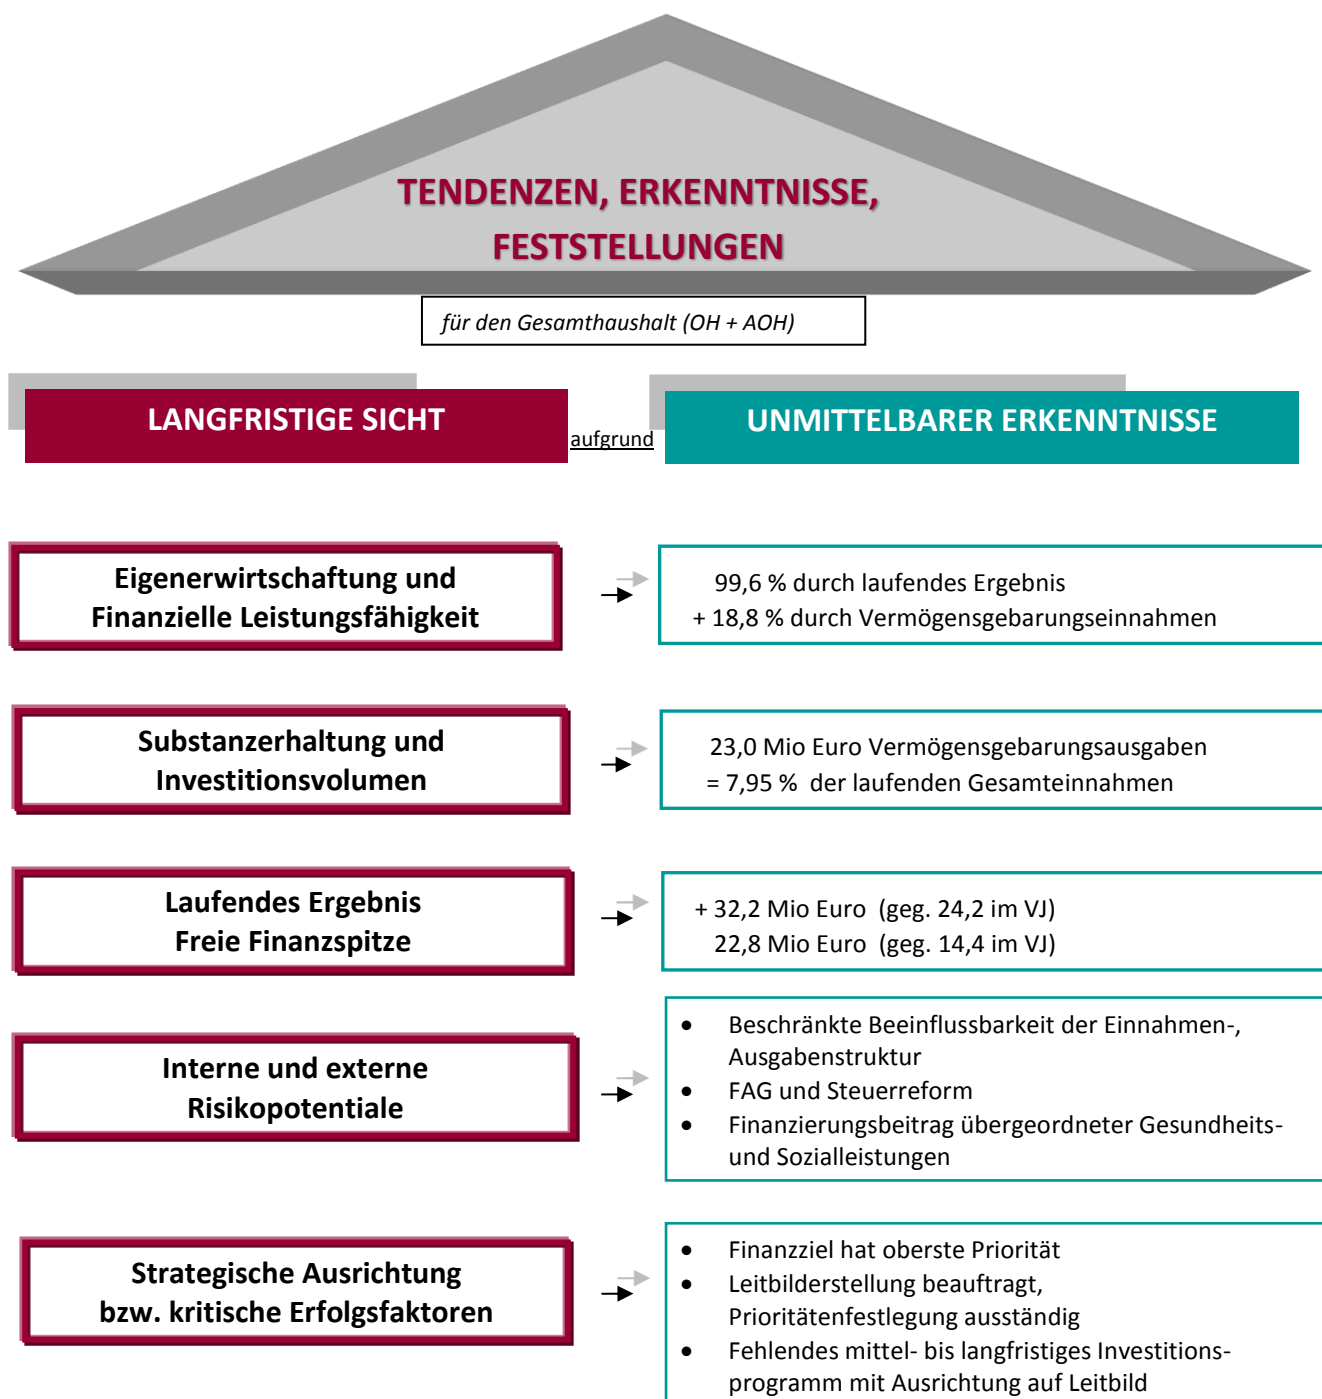 TENDENZEN, ERKENNTNISSE,
FESTSTELLUNGEN
für den Gesamthaushalt (OH + AOH)
LANGFRISTIGE SICHT
aufgrund
UNMITTELBARER ERKENNTNISSE
Eigenerwirtschaftung und
Finanzielle Leistungsfähigkeit
99,6 % durch laufendes Ergebnis
+ 18,8 % durch Vermögensgebarungseinnahmen
Substanzerhaltung und
Investitionsvolumen
23,0 Mio Euro Vermögensgebarungsausgaben
= 7,95 % der laufenden Gesamteinnahmen
Laufendes Ergebnis
Freie Finanzspitze
+ 32,2 Mio Euro (geg. 24,2 im VJ)
22,8 Mio Euro (geg. 14,4 im VJ)
Interne und externe
Risikopotentiale
• Beschränkte Beeinflussbarkeit der Einnahmen-,
Ausgabenstruktur
• FAG und Steuerreform
• Finanzierungsbeitrag übergeordneter Gesundheits-
und Sozialleistungen
Strategische Ausrichtung
bzw. kritische Erfolgsfaktoren
• Finanzziel hat oberste Priorität
• Leitbilderstellung beauftragt,
Prioritätenfestlegung ausständig
• Fehlendes mittel- bis langfristiges Investitions-
programm mit Ausrichtung auf Leitbild